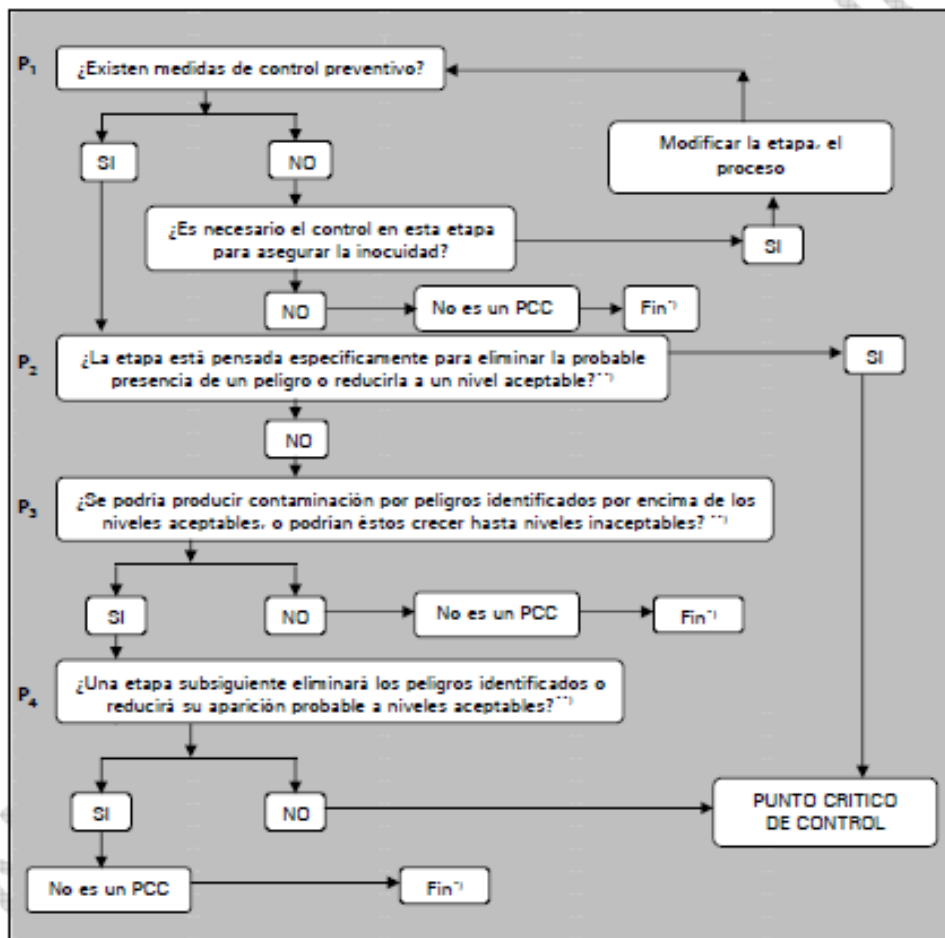 P1
¿Existen medidas de control preventivo?
SI
NO
Modificar la etapa, el
proceso
¿Es necesario el control en esta etapa
para asegurar la inocuidad?
SI
NO
No es un PCC
Fin*)
P2
¿La etapa está pensada específicamente para eliminar la probable
presencia de un peligro o reducirla a un nivel aceptable?**)
SI
NO
P3
¿Se podría producir contaminación por peligros identificados por encima de los
niveles aceptables, o podrían éstos crecer hasta niveles inaceptables? **)
SI
NO
No es un PCC
Fin*)
P4
¿Una etapa subsiguiente eliminará los peligros identificados o
reducirá su aparición probable a niveles aceptables?**)
SI
NO
PUNTO CRITICO
DE CONTROL
No es un PCC
Fin*)